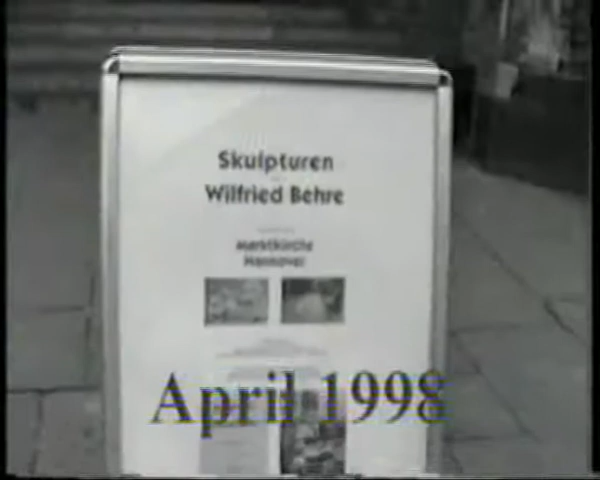 Skulpturen
Wilfried Behre
Marktkirche
Hannover
April 1998